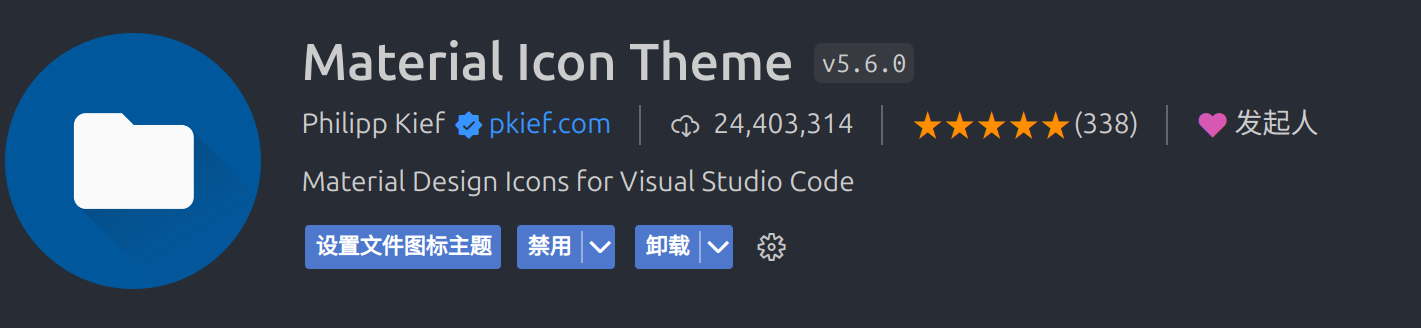 Material Icon Theme v5.6.0
Philipp Kief pkief.com 24,403,314 (338) 发起人
Material Design Icons for Visual Studio Code
设置文件图标主题 禁用 卸载